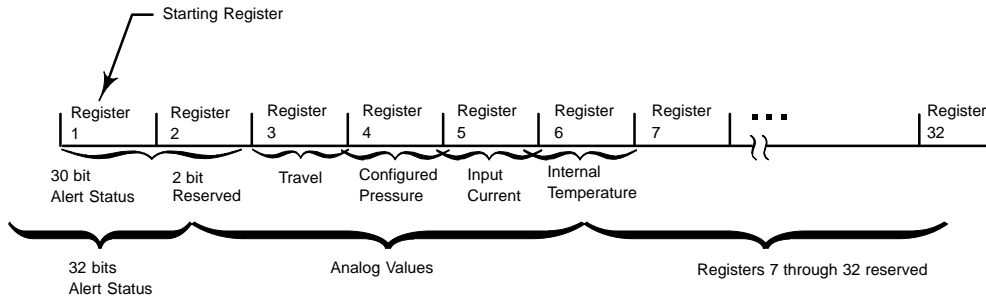 Starting Register
Register Register Register Register Register Register Register Register
1 2 3 4 5 6 7 32
30 bit
Alert Status
2 bit
Reserved
Travel
Configured
Pressure
Input
Current
Internal
Temperature
32 bits
Alert Status
Analog Values
Registers 7 through 32 reserved